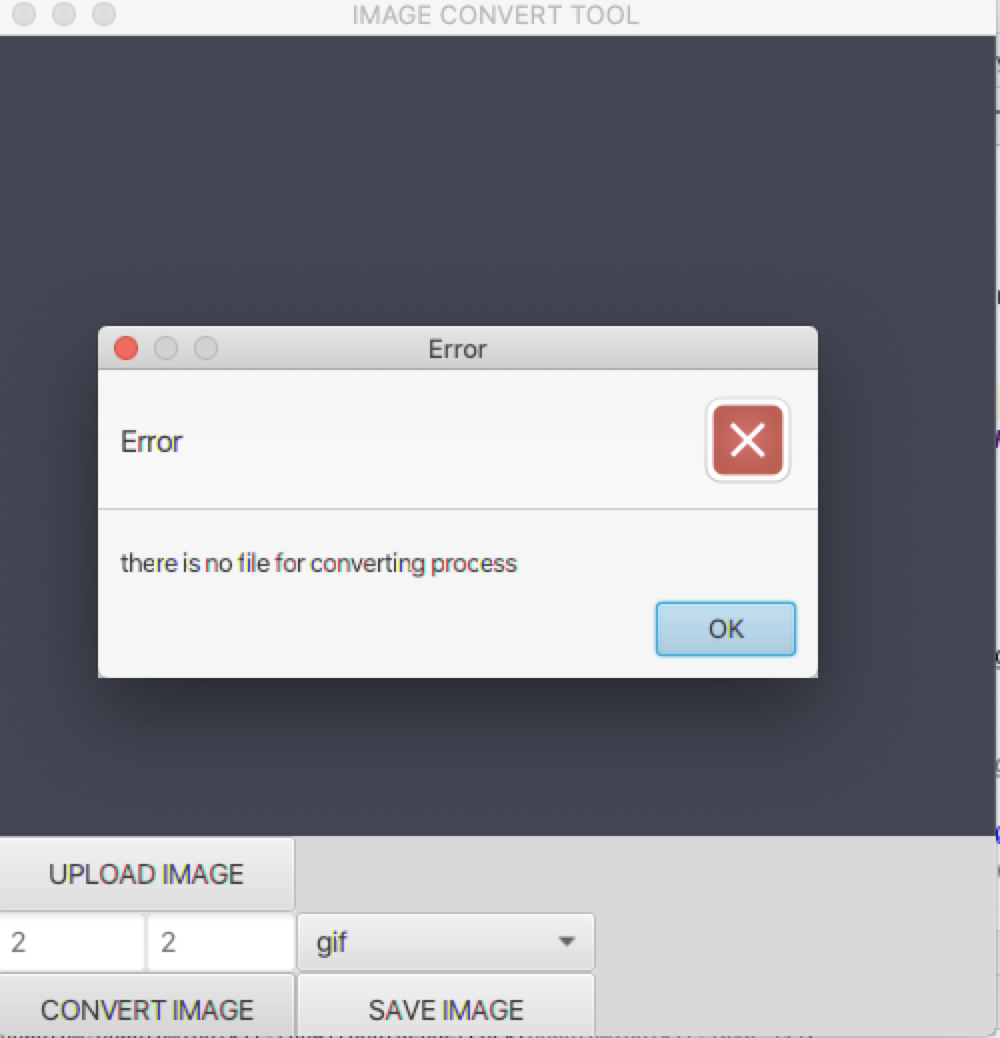 IMAGE CONVERT TOOL
Error
Error
there is no file for converting process
OK
UPLOAD IMAGE
2 2 gif
CONVERT IMAGE SAVE IMAGE